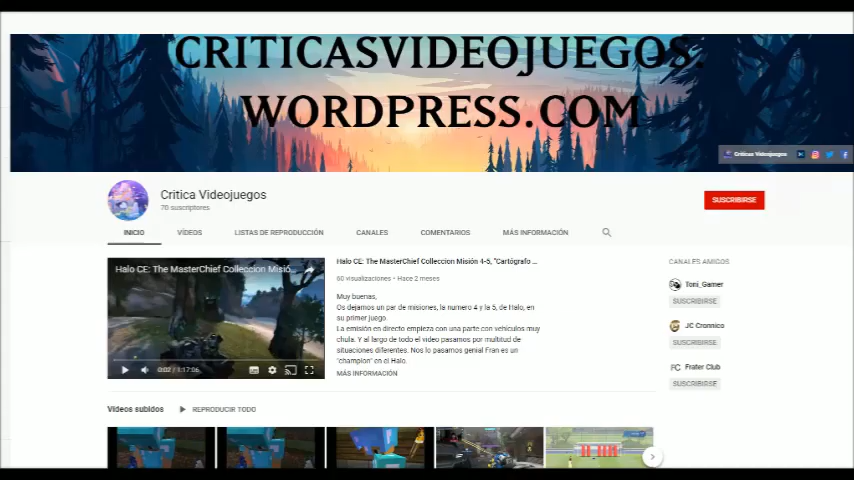 CRITICASVIDEOJUEGOS.
WORDPRESS.COM
Criticas Videojuegos
Critica Videojuegos
76 suscriptores
SUSCRIBIRSE
INICIO VÍDEOS LISTAS DE REPRODUCCIÓN CANALES COMENTARIOS MÁS INFORMACIÓN
Halo CE: The MasterChief Colleccion Misió...
0:02 / 1:17:06
Halo CE: The MasterChief Colleccion Misión 4-5, "Cartógrafo ...
60 visualizaciones • Hace 2 meses
Muy buenas,
Os dejamos un par de misiones, la numero 4 y la 5, de Halo, en
su primer juego.
La emisión en directo empieza con una parte con vehiculos muy
chula. Y al largo de todo el video pasamos por multitud de
situaciones diferentes. Nos lo pasamos genial Fran es un
"champion" en el Halo.
MÁS INFORMACIÓN
CANALES AMIGOS
Toni_Gamer
SUSCRIBIRSE
JC Cronnico
SUSCRIBIRSE
FC Frater Club
SUSCRIBIRSE
Vídeos subidos REPRODUCIR TODO